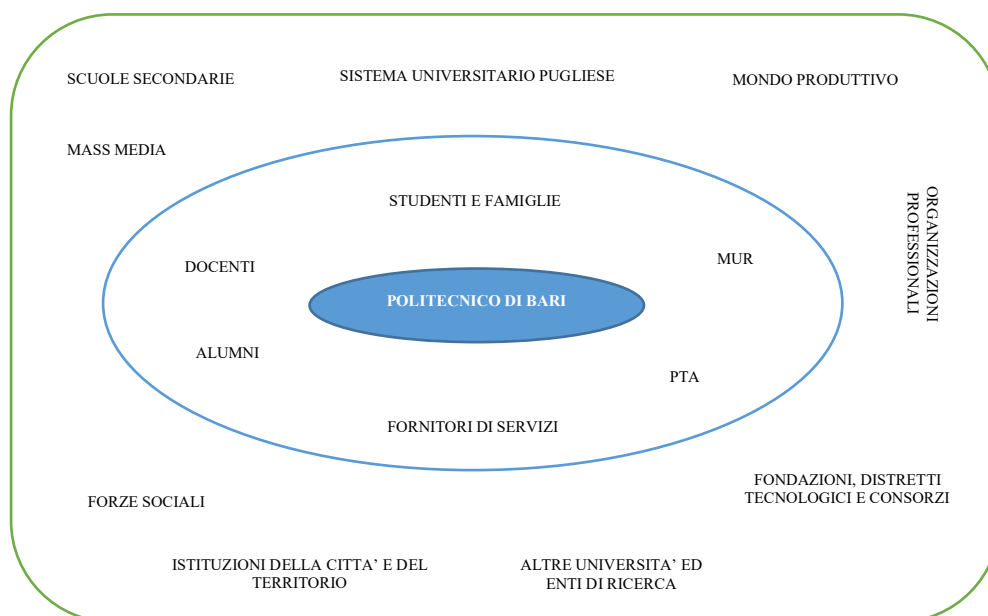 SCUOLE SECONDARIE
SISTEMA UNIVERSITARIO PUGLIESE
MONDO PRODUTTIVO
MASS MEDIA
STUDENTI E FAMIGLIE
ORGANIZZAZIONI
PROFESSIONALI
DOCENTI
MUR
POLITECNICO DI BARI
ALUMNI
PTA
FORNITORI DI SERVIZI
FORZE SOCIALI
FONDAZIONI, DISTRETTI
TECNOLOGICI E CONSORZI
ISTITUZIONI DELLA CITTA’ E DEL
TERRITORIO
ALTRE UNIVERSITA’ ED
ENTI DI RICERCA